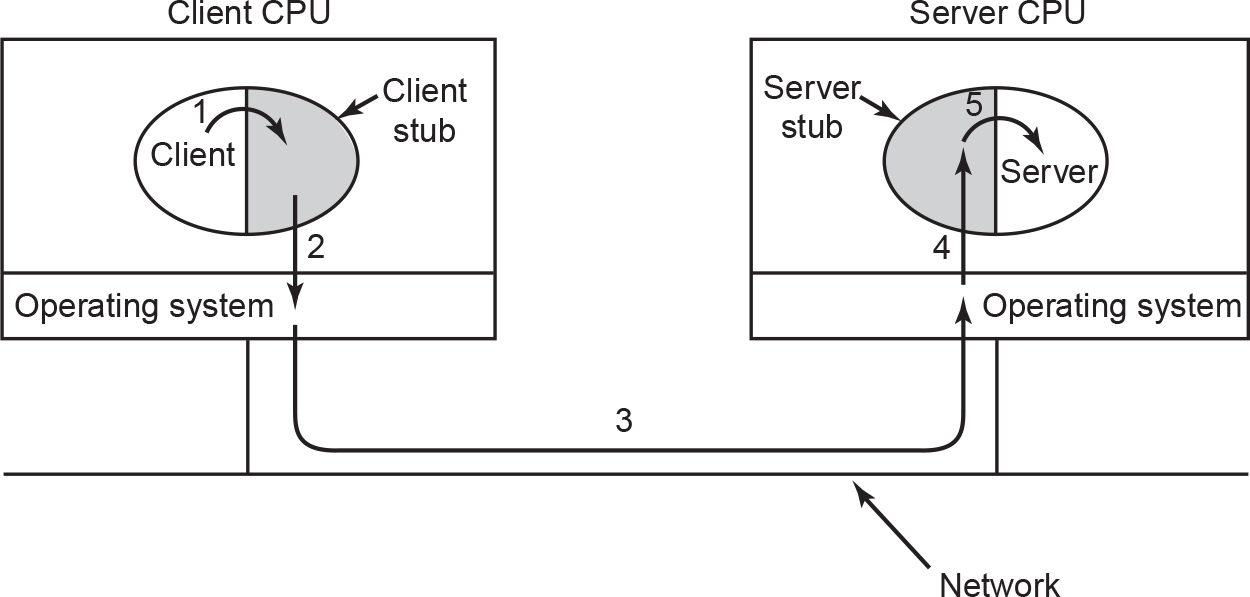 Client CPU
Server CPU
1
Client
Client
stub
2
Operating system
Server
stub
5
Server
4
Operating system
3
Network